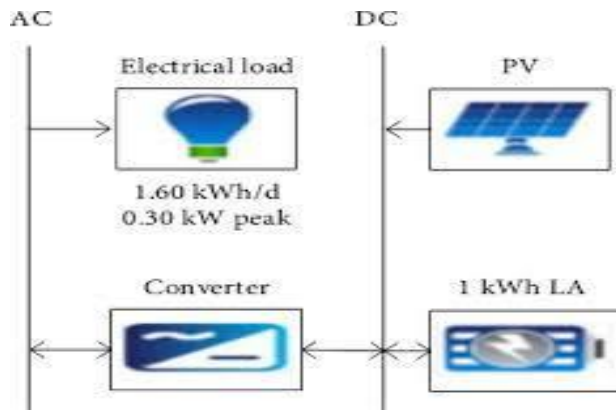 AC
DC
Electrical load
PV
1.60 kWh/d
0.30 kW peak
Converter
1 kWh LA